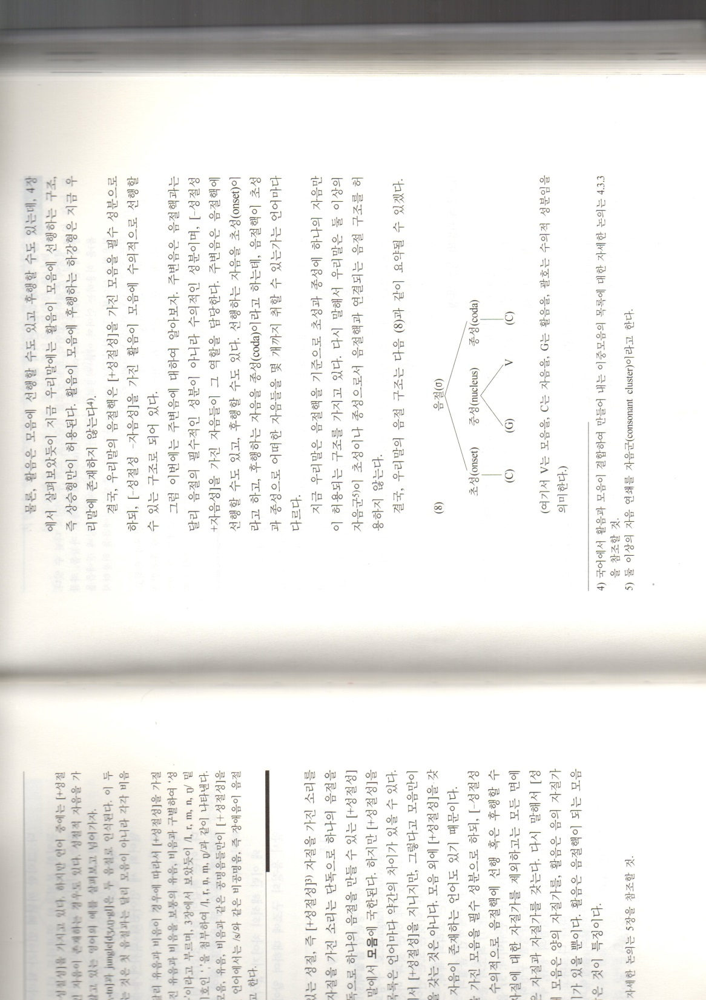 성절성]를 가지고 있다. 하지만 언어 중에는 [+성절
자음이 존재하는 경우도 있다. 성절적 자음을 가
알고 있는 영어의 예를 살펴보고 넘어가자.
jungle[dʒʌŋ-gl]은 두 음절로 인식된다. 이 두
는 것은 첫 음절과는 달리 모음이 아니라 각각 비음
달리 유음과 비음이 경우에 따라서 [+성절성]을 가질
진 유음과 비음을 보통의 유음, 비음과 구별하여 '성
'이라고 부르며, 3장에서 보았듯이 /l, r, m, n, ŋ/ 밑
호인 '̩'을 첨부하여 /l̩, r̩, n̩, m̩, ŋ̩/과 같이 나타낸다.
모음, 유음, 비음과 같은 공명음들만이 [+성절성]을
언어에서는 /s/와 같은 비공명음, 즉 장애음이 음절
고 한다.
있는 성질, 즉 [+성절성]3) 자질을 가진 소리를
자질을 가진 소리는 단독으로 하나의 음절을
독으로 하나의 음절을 만들 수 있는 [+성절성]
말에서 모음에 국한된다. 하지만 [+성절성]을
목록은 언어마다 약간의 차이가 있을 수 있다.
서 [+성절성]을 지니지만, 그렇다고 모음만이
을 갖는 것은 아니다. 모음 외에 [+성절성]을 갖
자음이 존재하는 언어도 있기 때문이다.
가진 모음을 필수 성분으로 하되, [-성절성
수의적으로 음절핵에 선행 혹은 후행할 수
자질에 대한 자질가를 제외하고는 모든 면에
은 자질과 자질가를 갖는다. 다시 말해서 [성
모음은 양의 자질가를, 활음은 음의 자질가
가 있을 뿐이다. 활음은 음절핵이 되는 모음
은 것이 특징이다.
자세한 논의는 5장을 참조할 것.
물론, 활음은 모음에 선행할 수도 있고 후행할 수도 있는데, 4장
에서 살펴보았듯이 지금 우리말에는 활음이 모음에 선행하는 구조,
즉 상승형만이 허용된다. 활음이 모음에 후행하는 하강형은 지금 우
리말에 존재하지 않는다4).
결국, 우리말의 음절핵은 [+성절성]을 가진 모음을 필수 성분으로
하되, [-성절성 -자음성]을 가진 활음이 모음에 수의적으로 선행할
수 있는 구조로 되어 있다.
그럼 이번에는 주변음에 대하여 알아보자. 주변음은 음절핵과는
달리 음절의 필수적인 성분이 아니라 수의적인 성분이며, [-성절성
+자음성]을 가진 자음들이 그 역할을 담당한다. 주변음은 음절핵에
선행할 수도 있고, 후행할 수도 있다. 선행하는 자음을 초성(onset)이
라고 하고, 후행하는 자음을 종성(coda)이라고 하는데, 음절핵이 초성
과 종성으로 어떠한 자음들을 몇 개까지 취할 수 있는가는 언어마다
다르다.
지금 우리말은 음절핵을 기준으로 초성과 종성에 하나의 자음만
이 허용되는 구조를 가지고 있다. 다시 말해서 우리말은 둘 이상의
자음군5)이 초성이나 종성으로서 음절핵과 연결되는 음절 구조를 허
용하지 않는다.
결국, 우리말의 음절 구조는 다음 (8)과 같이 요약될 수 있겠다.
(8) 음절(σ)
초성(onset) 중성(nucleus) 종성(coda)
(C) (G) V (C)
(여기서 V는 모음을, C는 자음을, G는 활음을, 괄호는 수의적 성분임을
의미한다.)
4) 국어에서 활음과 모음이 결합하여 만들어 내는 이중모음의 목록에 대한 자세한 논의는 4.3.3
을 참조할 것.
5) 둘 이상의 자음 연쇄를 자음군(consonant cluster)이라고 한다.